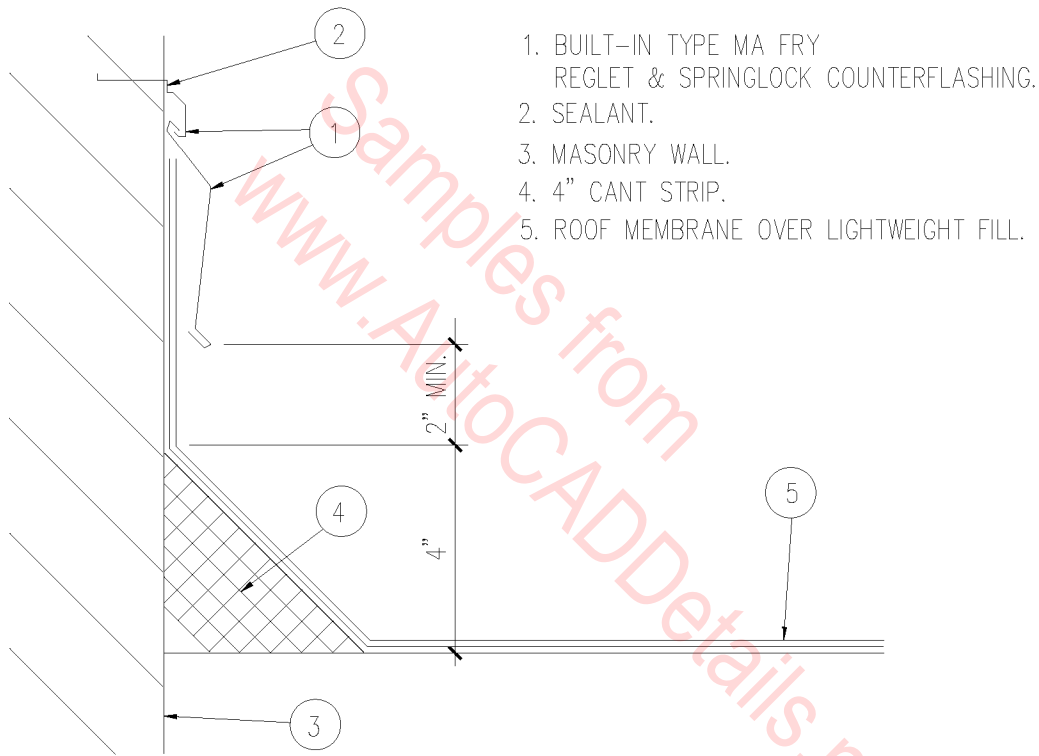 1. BUILT-IN TYPE MA FRY
REGLET & SPRINGLOCK COUNTERFLASHING.
2. SEALANT.
3. MASONRY WALL.
4. 4" CANT STRIP.
5. ROOF MEMBRANE OVER LIGHTWEIGHT FILL.
2
1
2" MIN.
4"
4
5
3
Samples from
www.AutoCADDetails.n